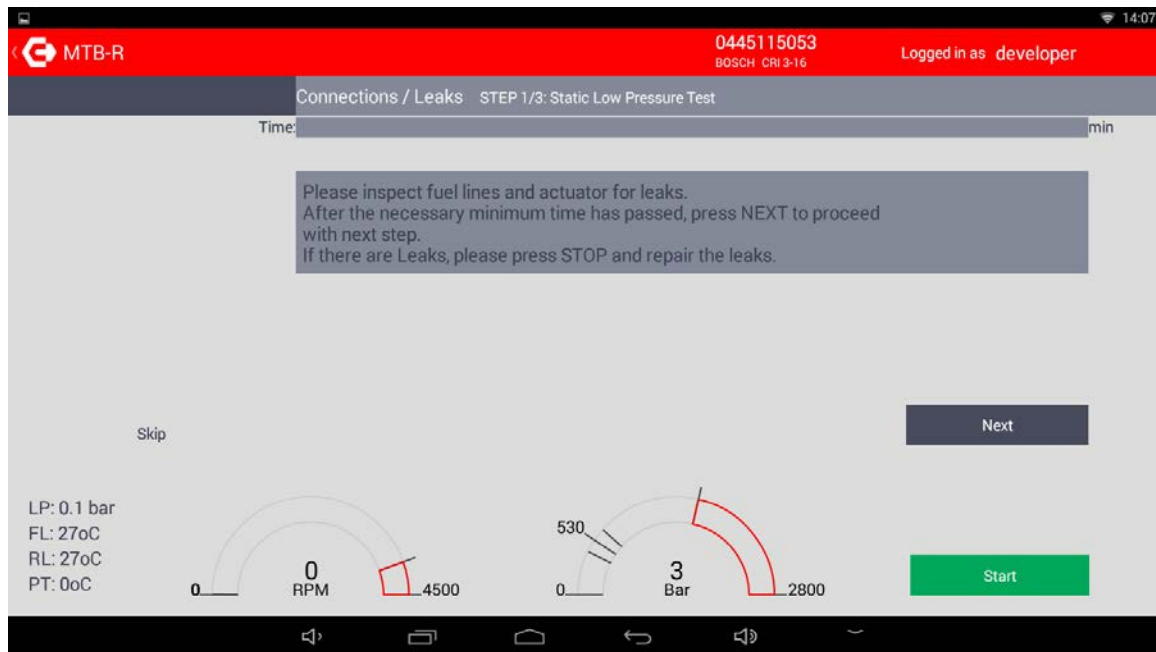 14:07
MTB-R
0445115053
BOSCH CRI 3-16
Logged in as developer
Connections / Leaks STEP 1/3: Static Low Pressure Test
Time:
min
Please inspect fuel lines and actuator for leaks.
After the necessary minimum time has passed, press NEXT to proceed
with next step.
If there are Leaks, please press STOP and repair the leaks.
Skip
Next
LP: 0.1 bar
FL: 27oC
RL: 27oC
PT: 0oC
0
0
RPM
4500
530
0
3
Bar
2800
Start